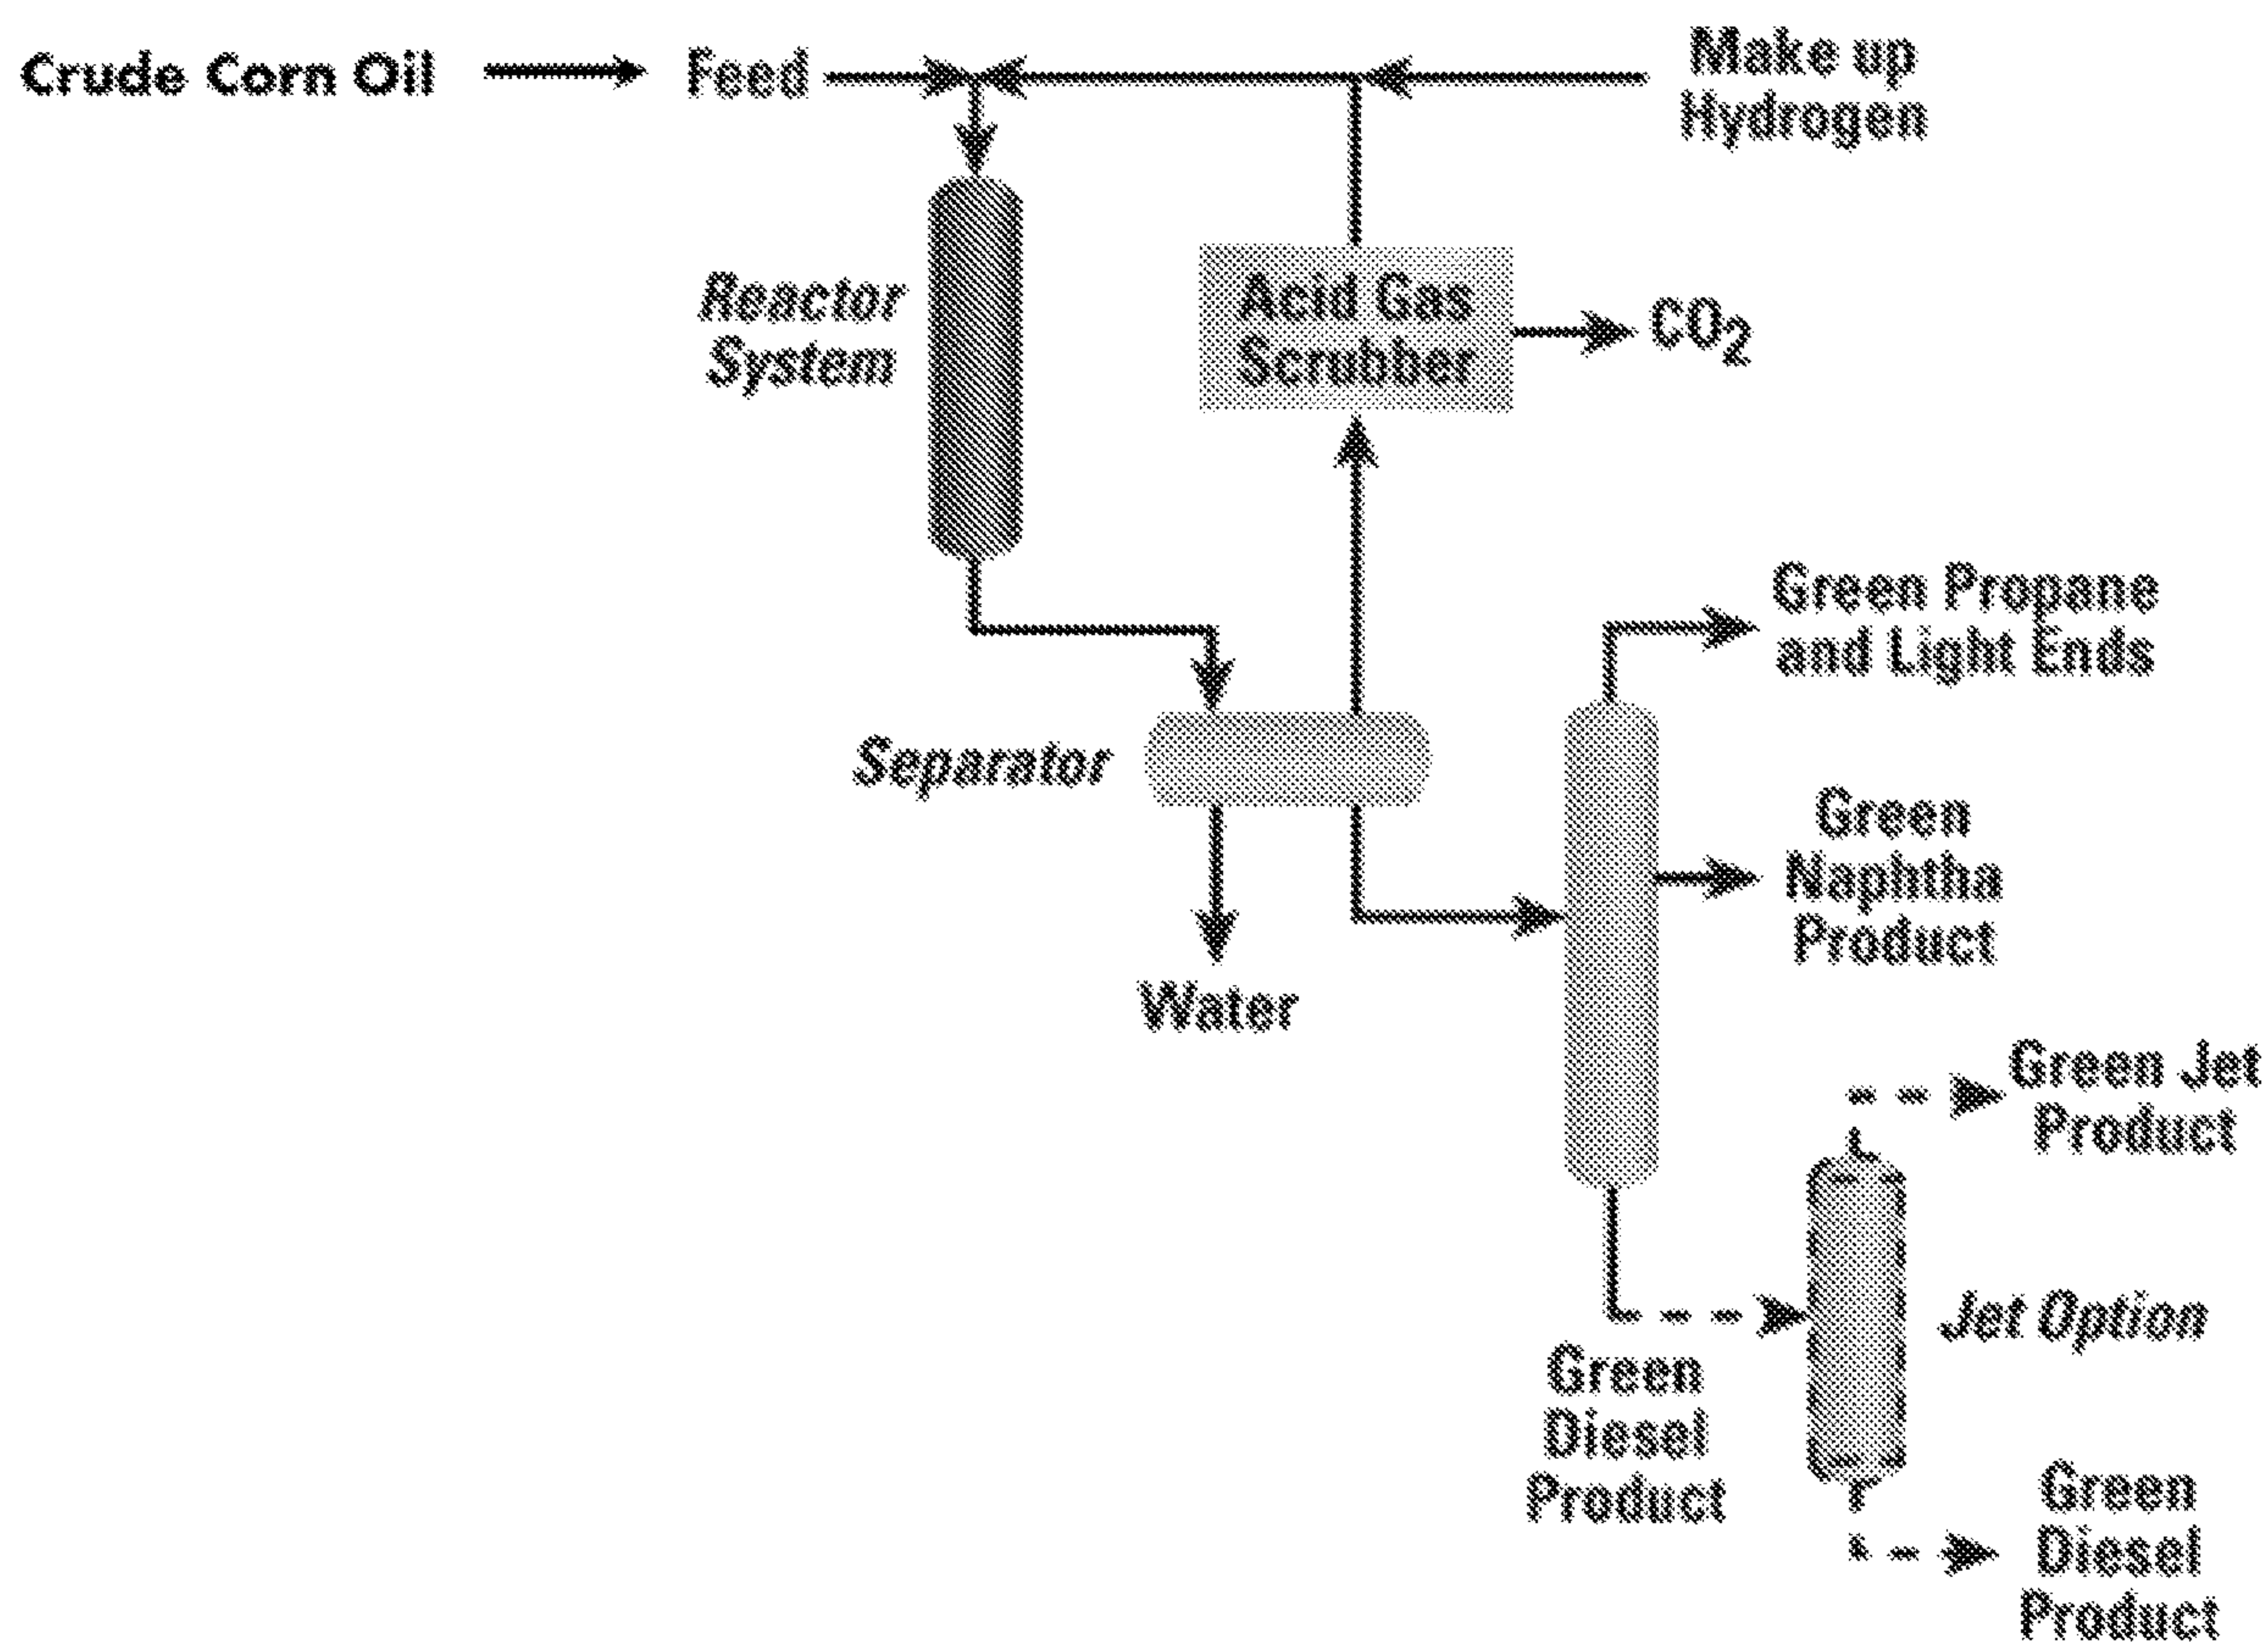 Crude Corn Oil
Feed
Make up
Hydrogen
Reactor
System
Acid Gas
Scrubber
CO2
Green Propane
and Light Ends
Separator
Green
Naphtha
Product
Water
Green Jet
Product
Jet Option
Green
Diesel
Product
Green
Diesel
Product